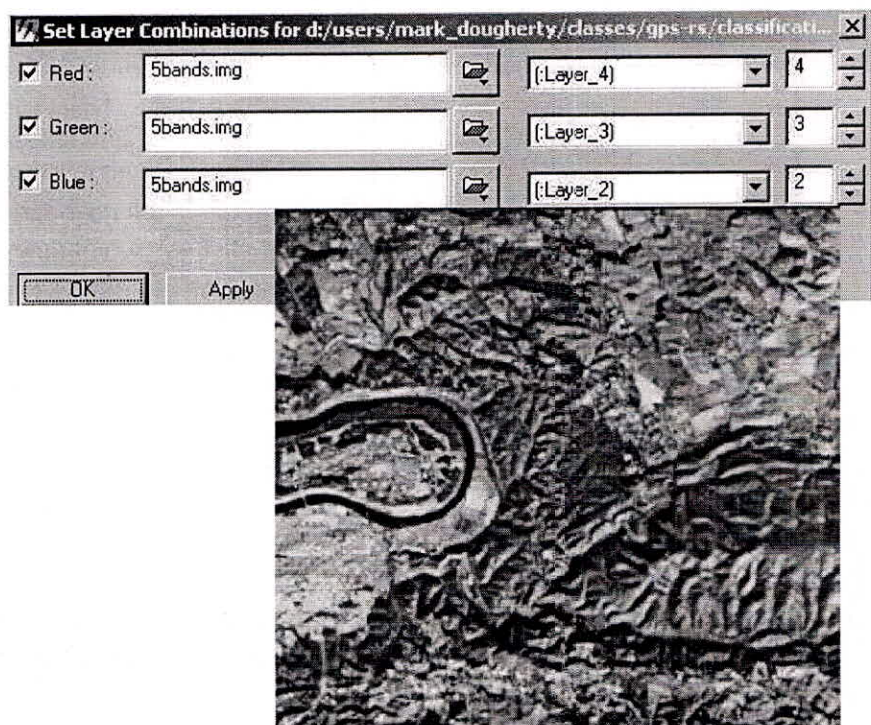 Set Layer Combinations for d:/users/mark_dougherty/classes/gps-rs/classificati...
Red : 5bands.img (:Layer_4) 4
Green : 5bands.img (:Layer_3) 3
Blue : 5bands.img (:Layer_2) 2
OK Apply